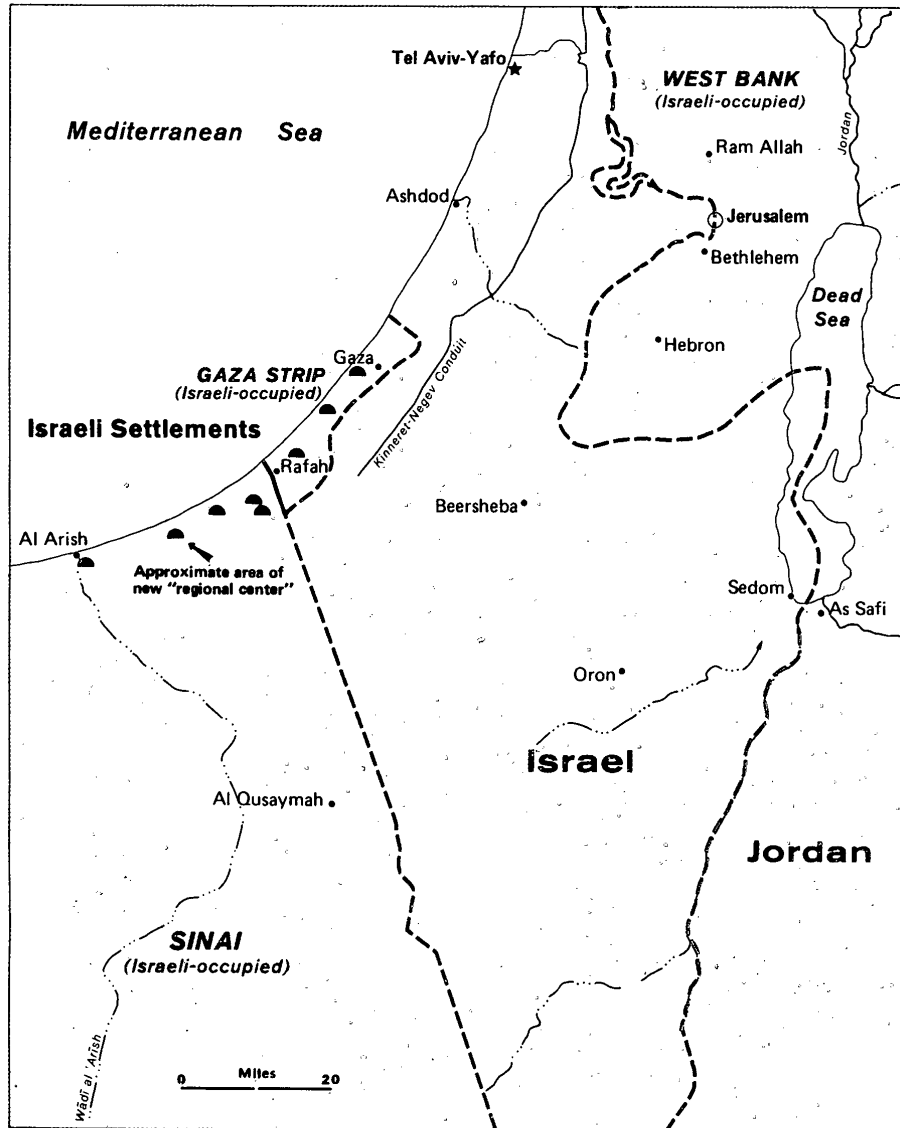 Tel Aviv-Yafo
WEST BANK
(Israeli-occupied)
Mediterranean Sea
Ram Allah
Jordan
Ashdod
Jerusalem
Bethlehem
Dead
Sea
Hebron
Gaza
GAZA STRIP
(Israeli-occupied)
Kinneret-Negev Conduit
Israeli Settlements
Rafah
Beersheba
Al Arish
Approximate area of
new "regional center"
Sedom
As Safi
Oron
Israel
Al Qusaymah
Jordan
SINAI
(Israeli-occupied)
Wādī al 'Arīsh
Miles
0 20